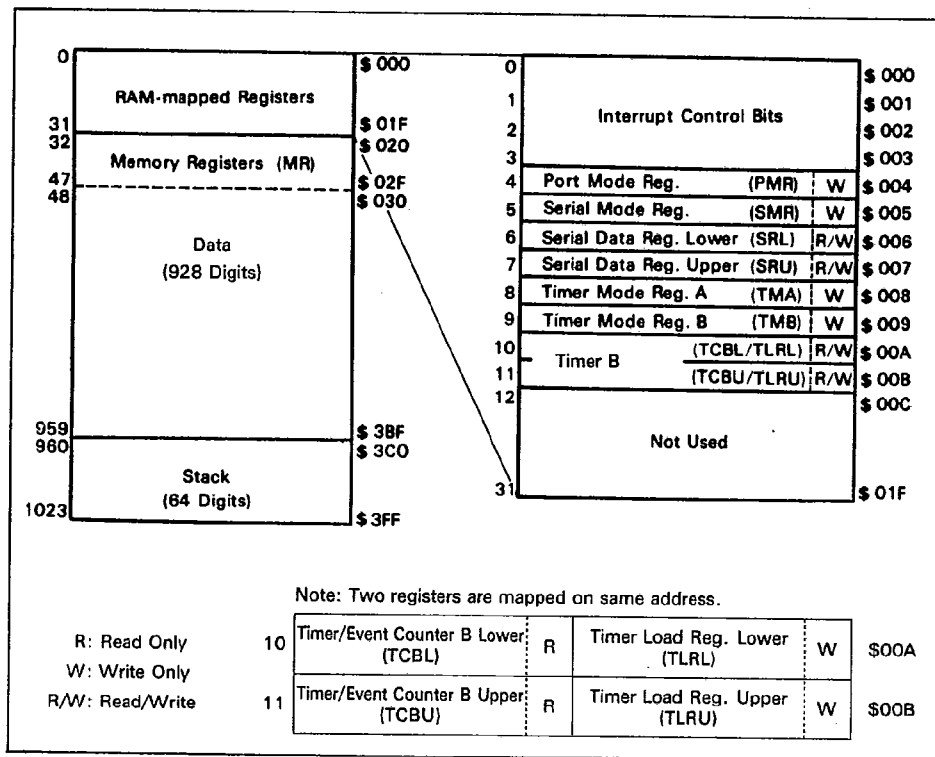 0 $ 000
RAM-mapped Registers
31 $ 01F
32 $ 020
Memory Registers (MR)
47 $ 02F
48 $ 030
Data
(928 Digits)
959 $ 3BF
960 $ 3C0
Stack
(64 Digits)
1023 $ 3FF
0 $ 000
1 $ 001
Interrupt Control Bits
2 $ 002
3 $ 003
4 Port Mode Reg. (PMR) W $ 004
5 Serial Mode Reg. (SMR) W $ 005
6 Serial Data Reg. Lower (SRL) R/W $ 006
7 Serial Data Reg. Upper (SRU) R/W $ 007
8 Timer Mode Reg. A (TMA) W $ 008
9 Timer Mode Reg. B (TMB) W $ 009
10 (TCBL/TLRL) R/W $ 00A
Timer B
11 (TCBU/TLRU) R/W $ 00B
12 $ 00C
Not Used
31 $ 01F
Note: Two registers are mapped on same address.
R: Read Only
W: Write Only
R/W: Read/Write
10 Timer/Event Counter B Lower (TCBL) R Timer Load Reg. Lower (TLRL) W $00A
11 Timer/Event Counter B Upper (TCBU) R Timer Load Reg. Upper (TLRU) W $00B